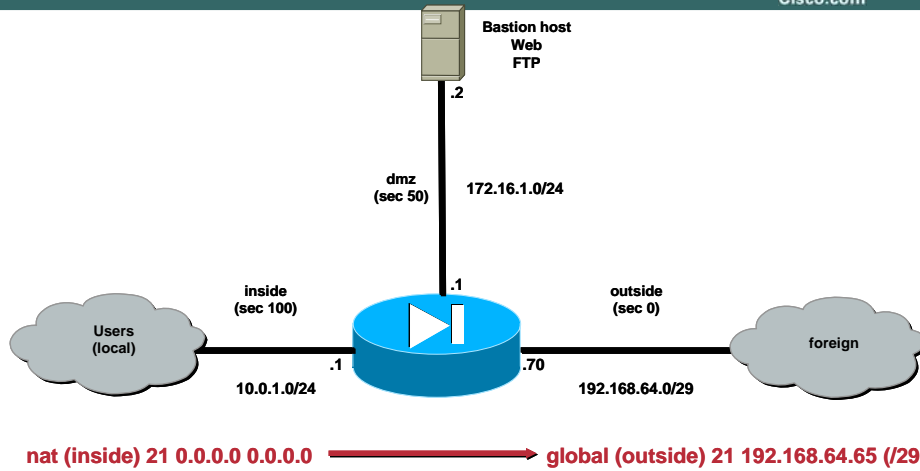 Cisco.com
Bastion host
Web
FTP
.2
dmz
(sec 50)
172.16.1.0/24
.1
inside
(sec 100)
outside
(sec 0)
Users
(local)
foreign
.1
.70
10.0.1.0/24
192.168.64.0/29
nat (inside) 21 0.0.0.0 0.0.0.0
global (outside) 21 192.168.64.65 (/29